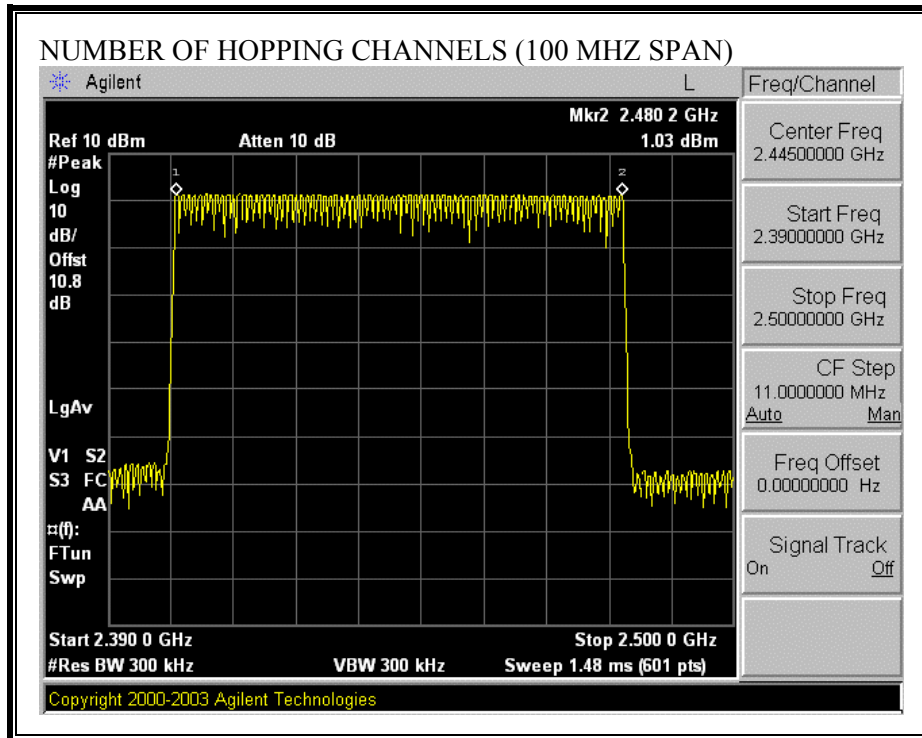 NUMBER OF HOPPING CHANNELS (100 MHZ SPAN)
Agilent L Freq/Channel
Mkr2 2.480 2 GHz
Ref 10 dBm Atten 10 dB 1.03 dBm
#Peak
Log
10
dB/
Offst
10.8
dB
LgAv
V1 S2
S3 FC
AA
¤(f):
FTun
Swp
1
2
Start 2.390 0 GHz Stop 2.500 0 GHz
#Res BW 300 kHz VBW 300 kHz Sweep 1.48 ms (601 pts)
Copyright 2000-2003 Agilent Technologies
Center Freq
2.44500000 GHz
Start Freq
2.39000000 GHz
Stop Freq
2.50000000 GHz
CF Step
11.0000000 MHz
Auto Man
Freq Offset
0.00000000 Hz
Signal Track
On Off